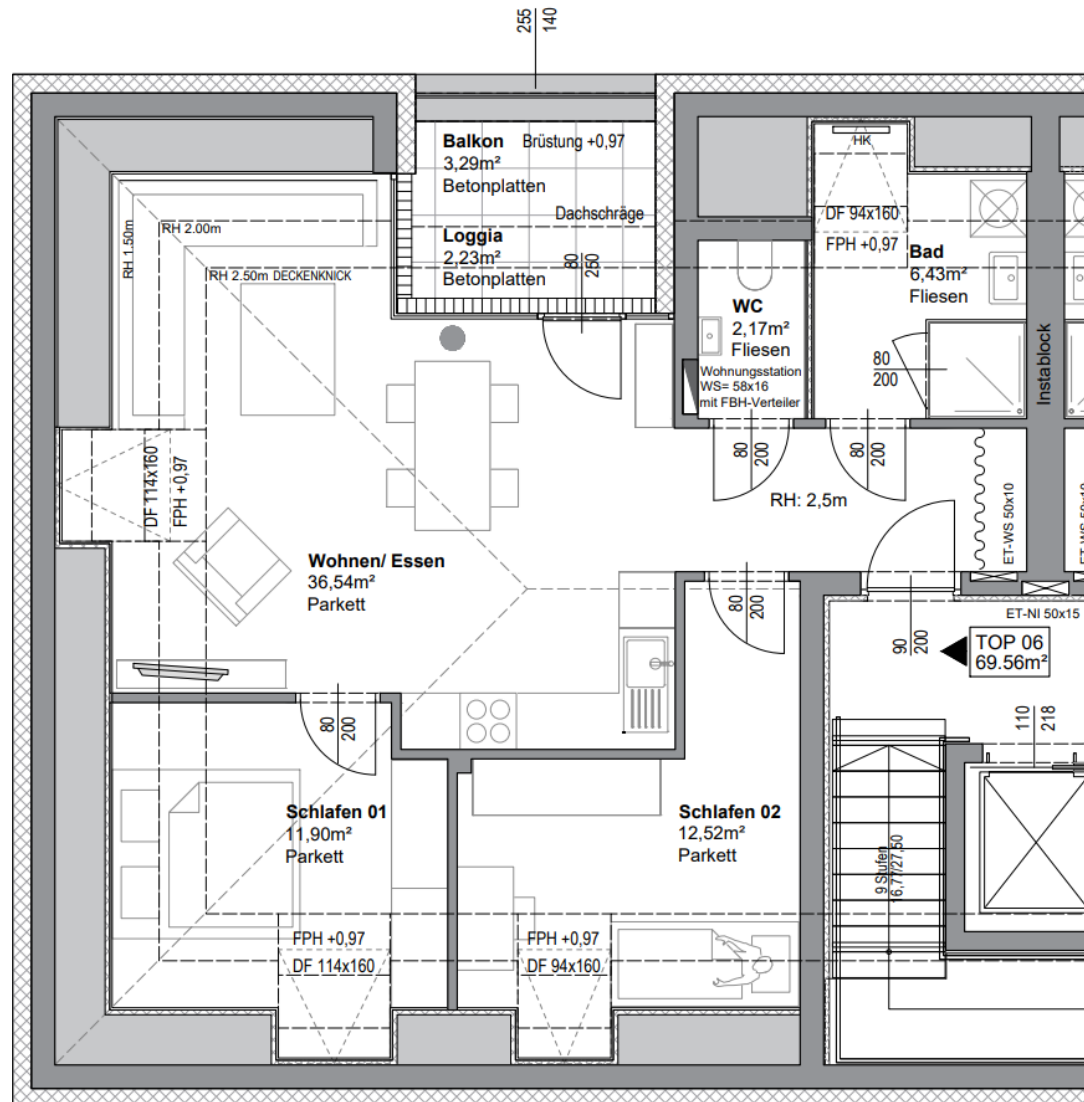 255
140
Balkon
3,29m²
Betonplatten
Brüstung +0,97
Dachschräge
Loggia
2,23m²
Betonplatten
80
250
RH 1.50m
RH 2.00m
RH 2.50m DECKENKNICK
HK
DF 94x160
FPH +0,97
Bad
6,43m²
Fliesen
WC
2,17m²
Fliesen
Wohnungsstation
WS= 58x16
mit FBH-Verteiler
80
200
Instablock
DF 114x160
FPH +0,97
80
200
80
200
RH: 2,5m
ET-WS 50x10
ET-WS 50x10
Wohnen/ Essen
36,54m²
Parkett
80
200
90
200
ET-NI 50x15
TOP 06
69.56m²
110
218
80
200
Schlafen 01
11,90m²
Parkett
Schlafen 02
12,52m²
Parkett
9 Stufen
16,77/27,50
FPH +0,97
DF 114x160
FPH +0,97
DF 94x160